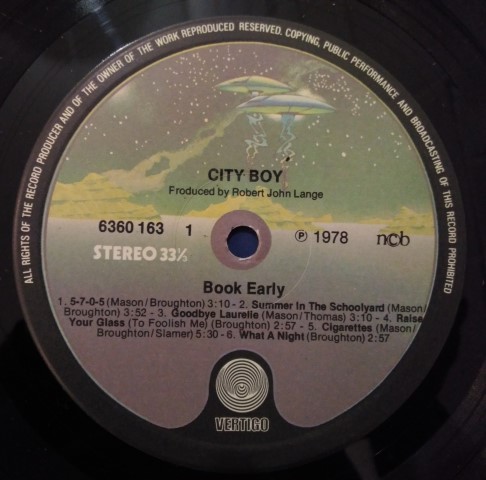 ALL RIGHTS OF THE RECORD PRODUCER AND OF THE OWNER OF THE WORK REPRODUCED RESERVED. COPYING, PUBLIC PERFORMANCE AND BROADCASTING OF THIS RECORD PROHIBITED
CITY BOY
Produced by Robert John Lange
6360 163 1 ℗ 1978 ncb
STEREO 33⅓
Book Early
1. 5-7-0-5 (Mason/Broughton) 3:10 - 2. Summer In The Schoolyard (Mason/
Broughton) 3:52 - 3. Goodbye Laurelie (Mason/Thomas) 3:10 - 4. Raise
Your Glass (To Foolish Me) (Broughton) 2:57 - 5. Cigarettes (Mason/
Broughton/Slamer) 5:30 - 6. What A Night (Broughton) 2:57
VERTIGO